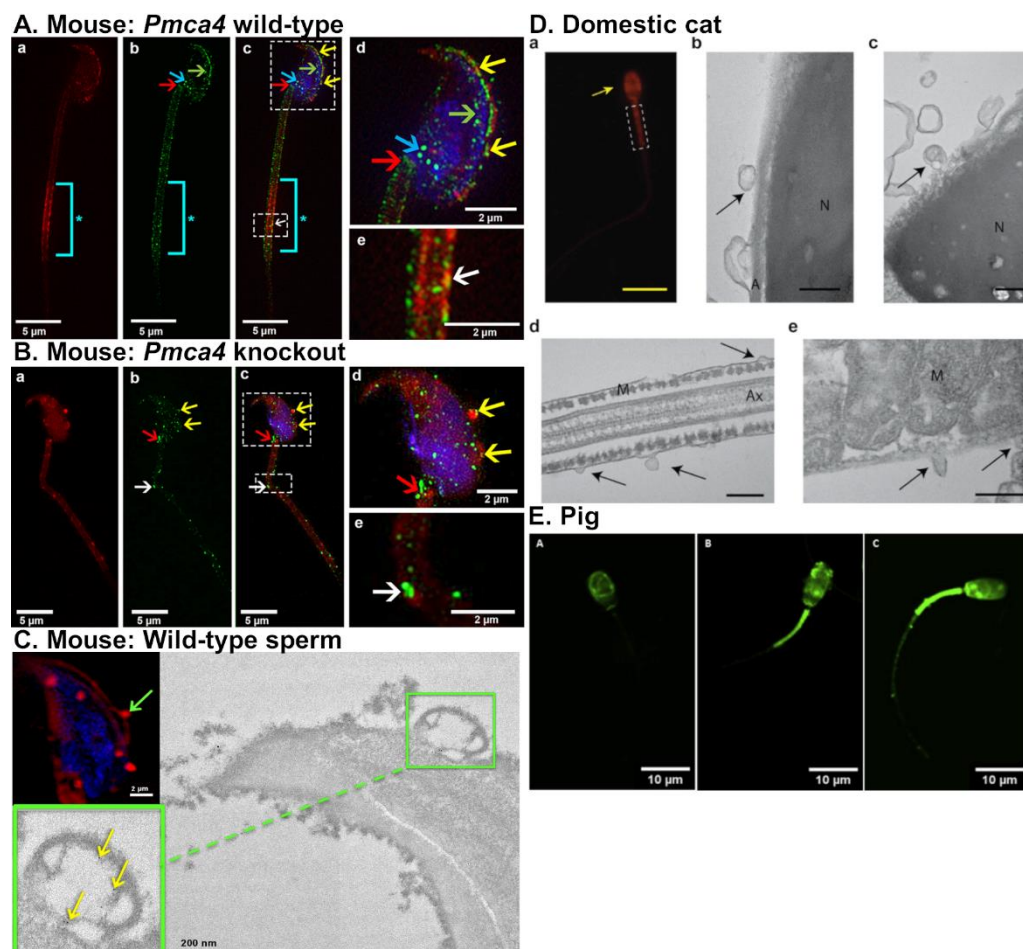 A. Mouse: Pmca4 wild-type
a
b
c
d
*
*
*
2 µm
e
5 µm
5 µm
5 µm
2 µm
B. Mouse: Pmca4 knockout
a
b
c
d
2 µm
e
5 µm
5 µm
5 µm
2 µm
C. Mouse: Wild-type sperm
2 µm
200 nm
D. Domestic cat
a
b
c
N
A
N
d
e
M
Ax
M
E. Pig
A
B
C
10 µm
10 µm
10 µm